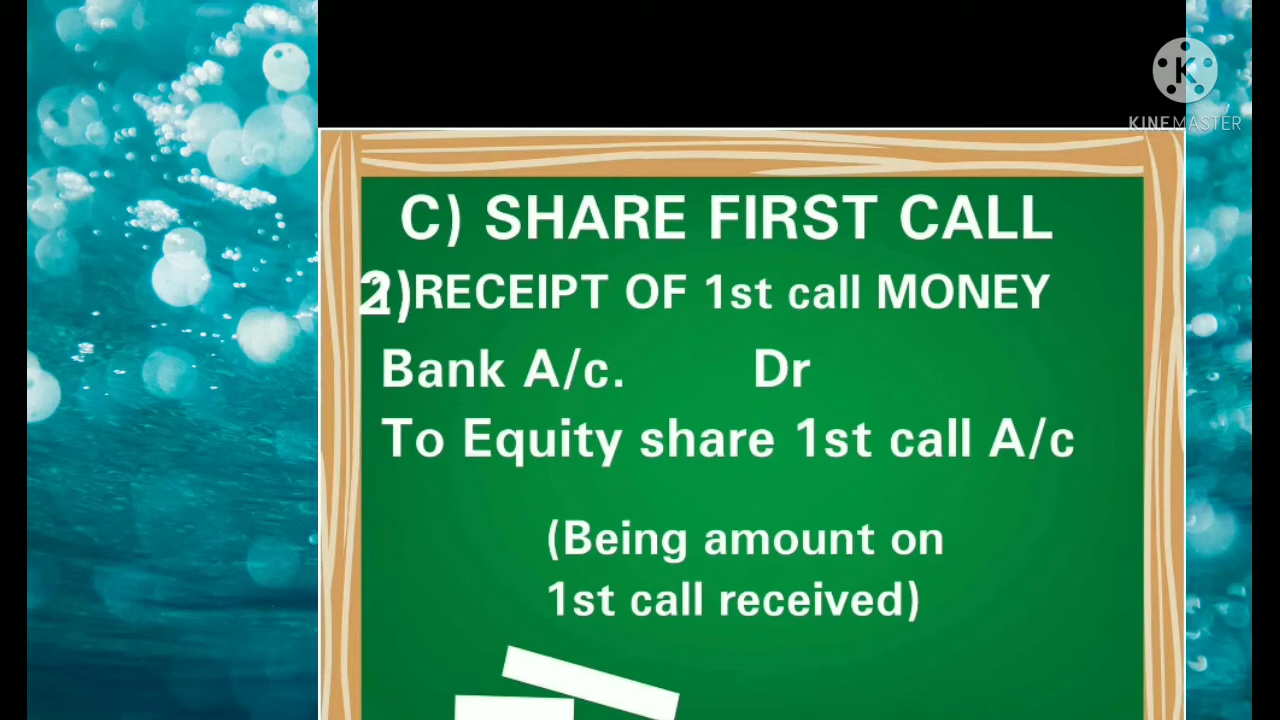 KINEMASTER
C) SHARE FIRST CALL
2)RECEIPT OF 1st call MONEY
Bank A/c. Dr
To Equity share 1st call A/c
(Being amount on
1st call received)